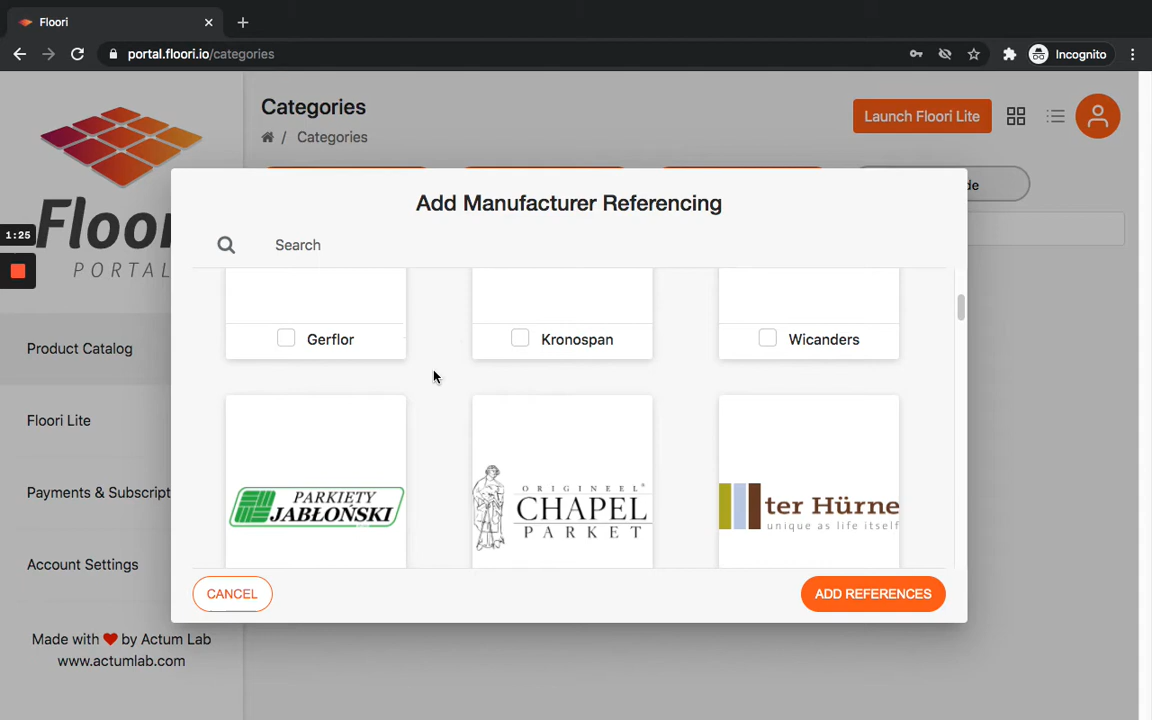 Floori
portal.floori.io/categories
Incognito
Categories
/ Categories
Launch Floori Lite
Floori
PORTAL
1:25
Add Manufacturer Referencing
Search
Gerflor
Kronospan
Wicanders
PARKIETY
JABŁOŃSKI
ORIGINEEL
CHAPEL
PARKET
ter Hürne
unique as life itself
Product Catalog
Floori Lite
Payments & Subscript
Account Settings
CANCEL
ADD REFERENCES
Made with ❤ by Actum Lab
www.actumlab.com